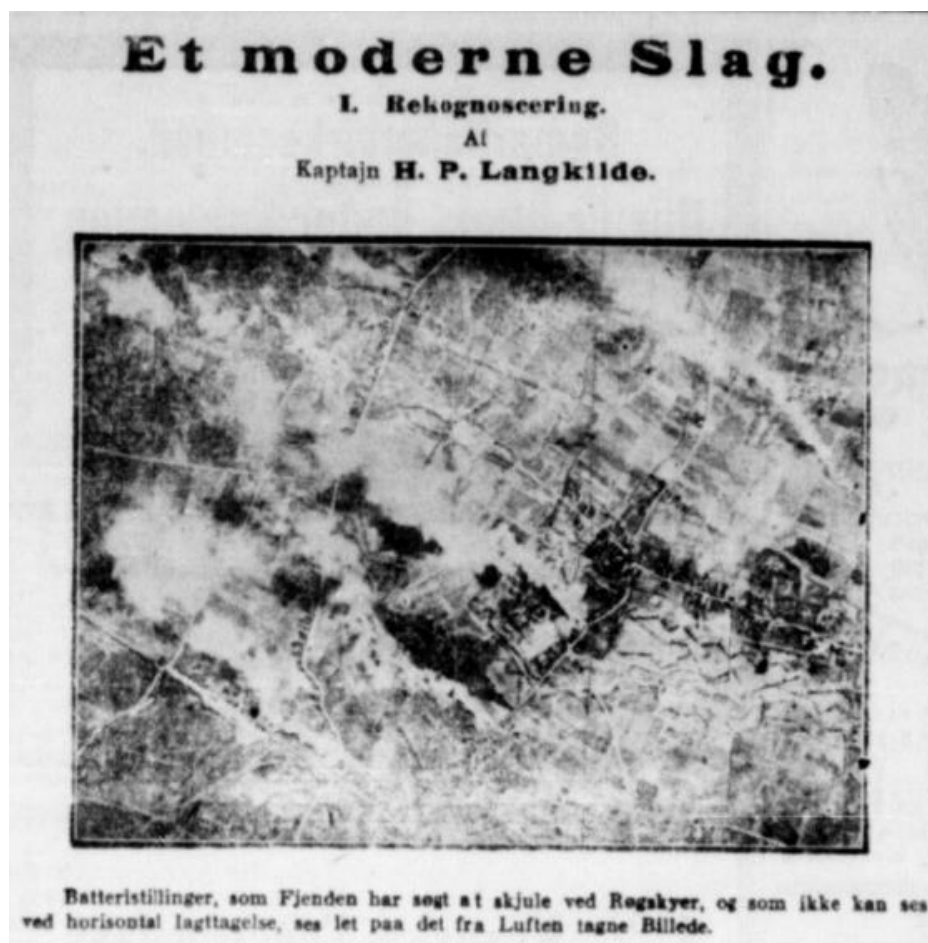 Et moderne Slag.
I. Rekognoscering.
Af
Kaptajn H. P. Langkilde.
Batteristillinger, som Fjenden har søgt at skjule ved Røgskyer, og som ikke kan ses
ved horisontal Iagttagelse, ses let paa det fra Luften tagne Billede.